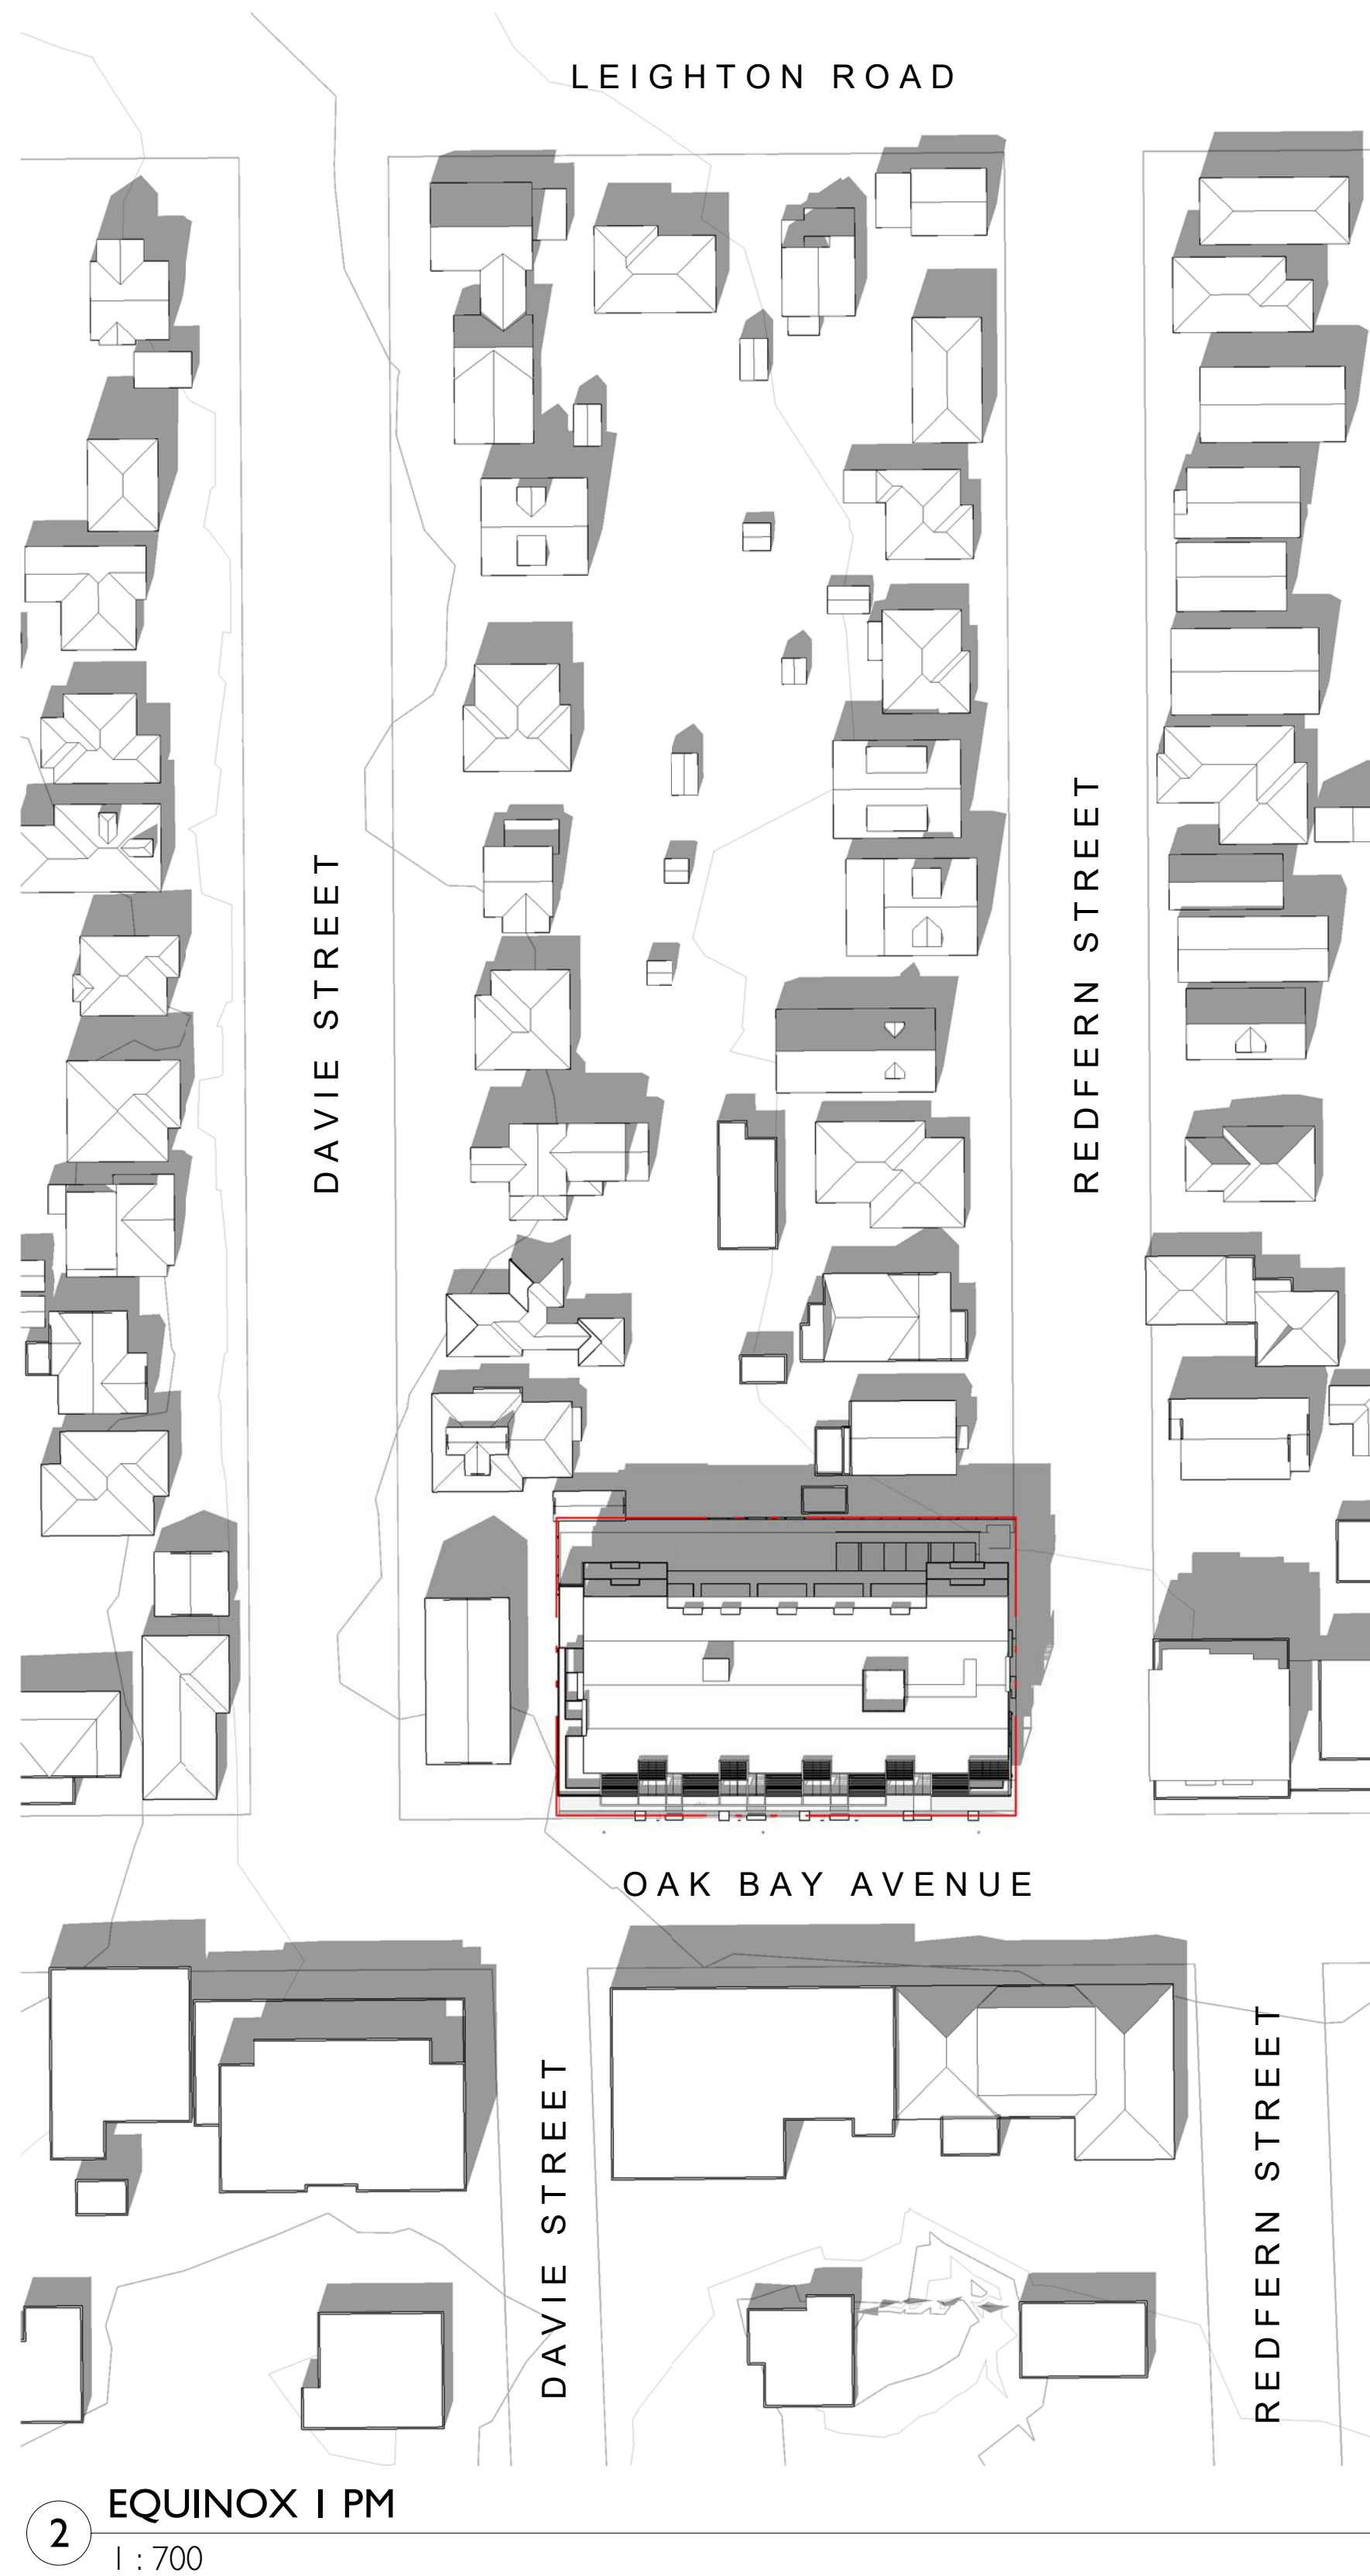 LEIGHTON ROAD
DAVIE STREET
REDFERN STREET
OAK BAY AVENUE
DAVIE STREET
REDFERN STREET
2
EQUINOX 1 PM
1 : 700